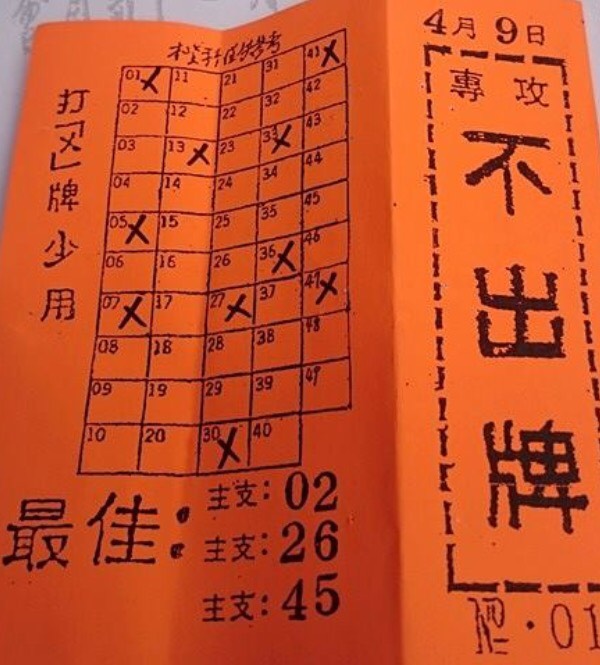 打「X」牌少用
01 X 11 21 31 41 X
02 12 22 32 42
03 13 X 23 33 X 43
04 14 24 34 44
05 X 15 25 35 45
06 16 26 36 X 46
07 X 17 27 X 37 47 X
08 18 28 38 48
09 19 29 39 49
10 20 30 X 40
最佳:
主支:02
主支:26
主支:45
4月9日
專攻
不出牌
№·01